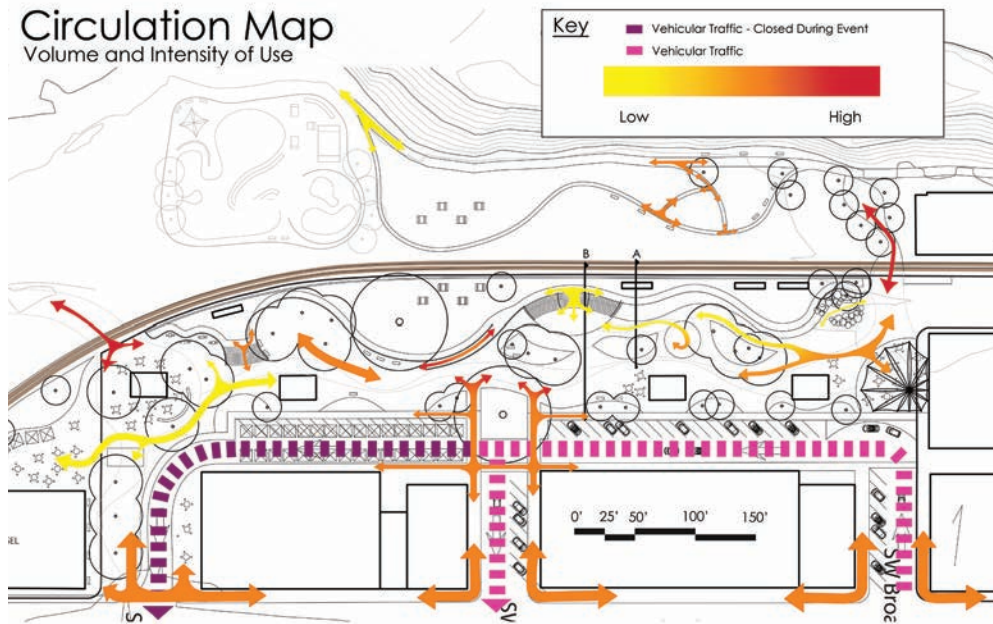 Circulation Map
Volume and Intensity of Use
Key
Vehicular Traffic - Closed During Event
Vehicular Traffic
Low
High
B
A
0'
25'
50'
100'
150'
SW Broa